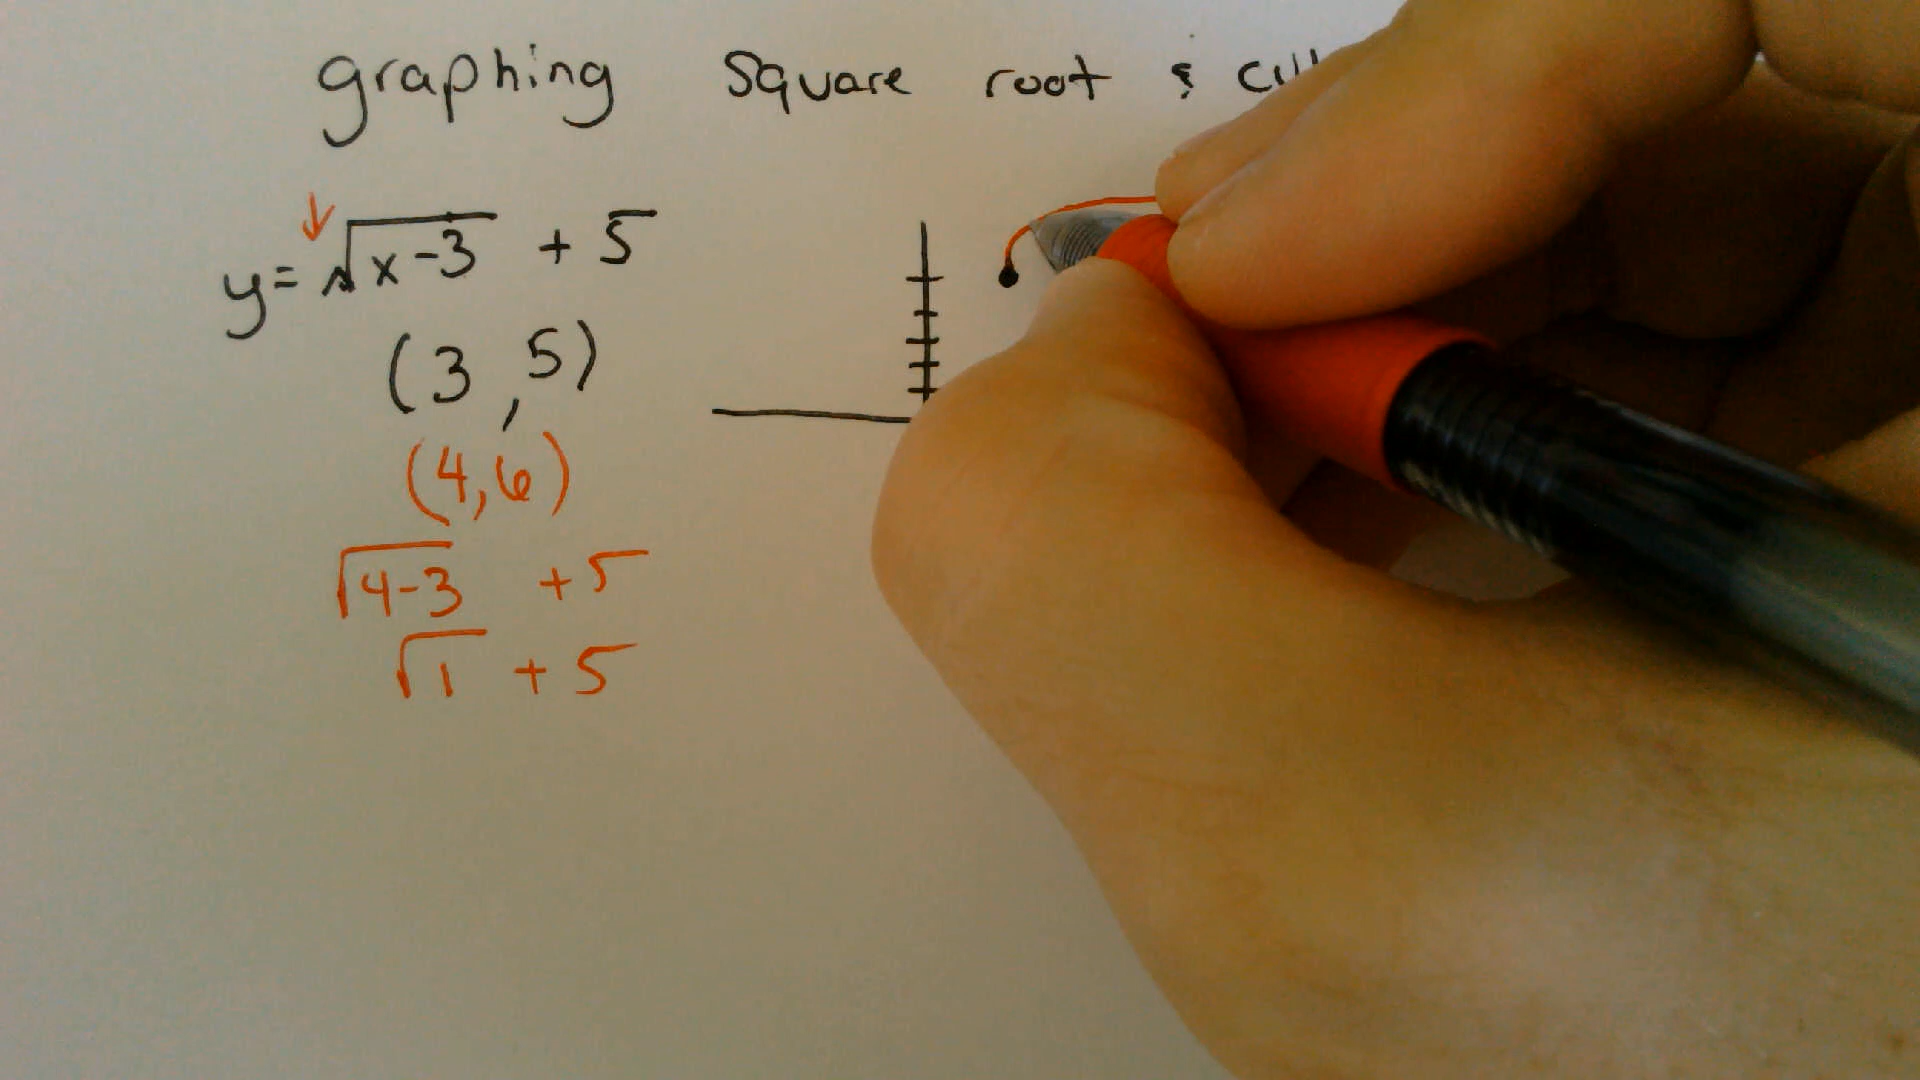 graphing square root &
y = √x-3 + 5
(3, 5)
(4, 6)
√4-3 + 5
√1 + 5